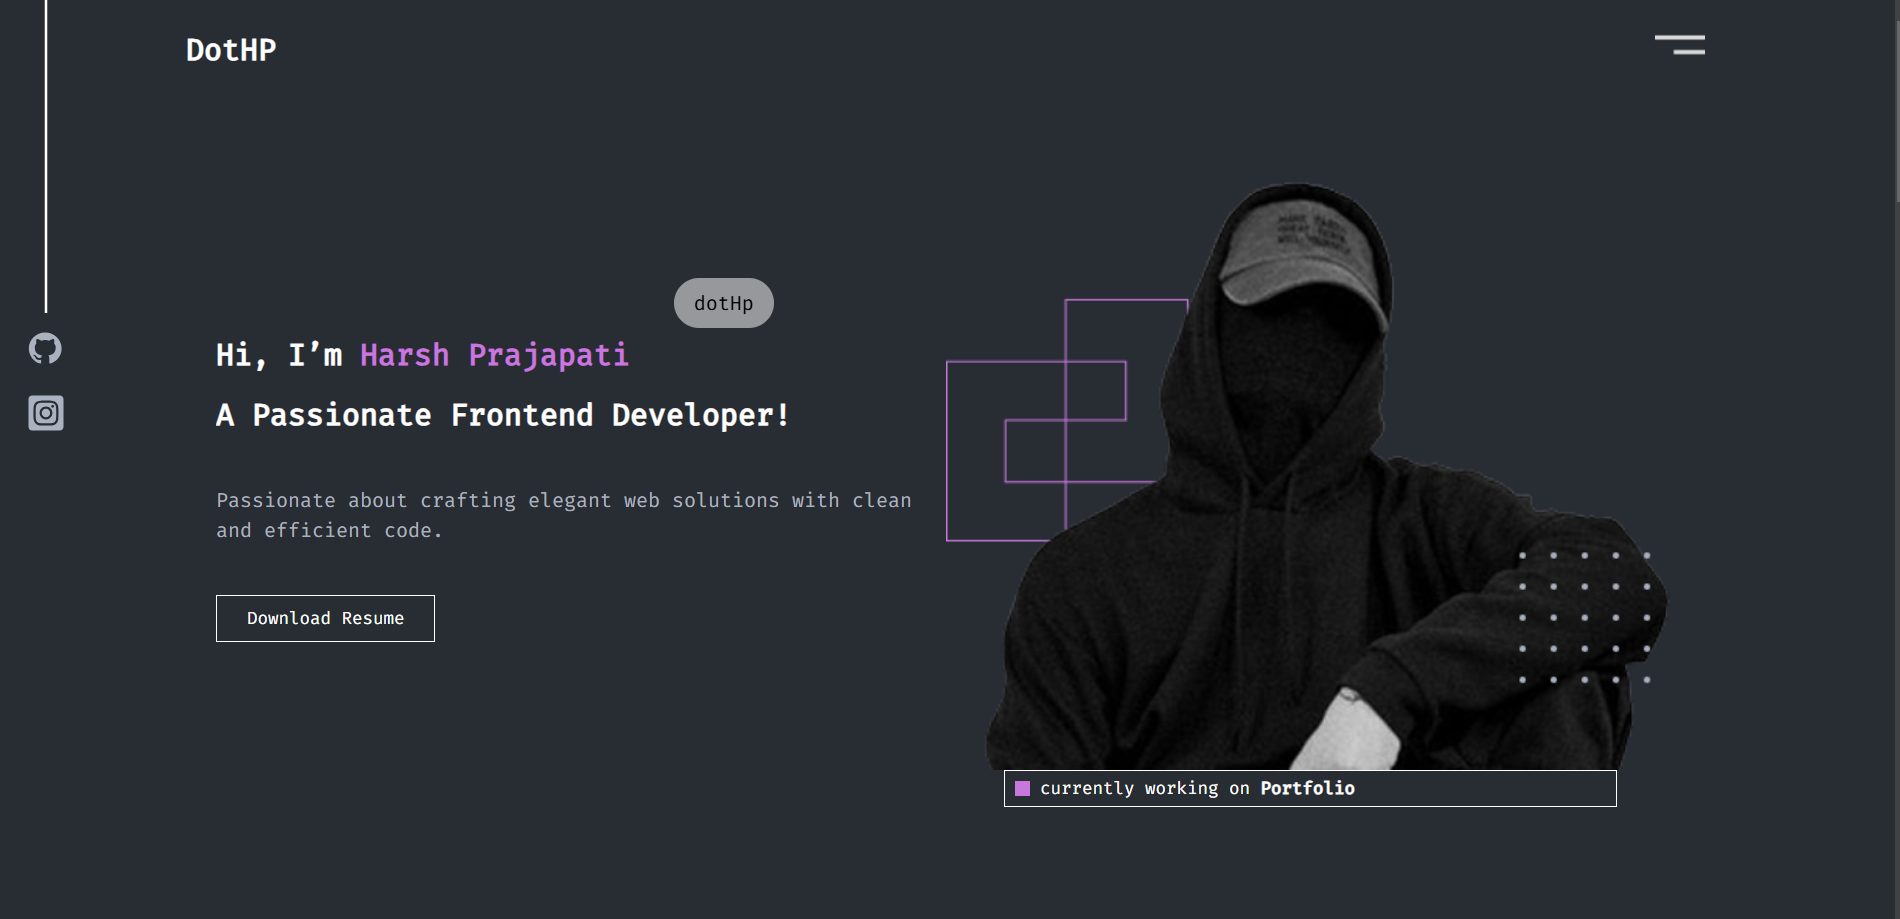 DotHP
dotHp
Hi, I’m Harsh Prajapati
A Passionate Frontend Developer!
Passionate about crafting elegant web solutions with clean
and efficient code.
Download Resume
currently working on Portfolio